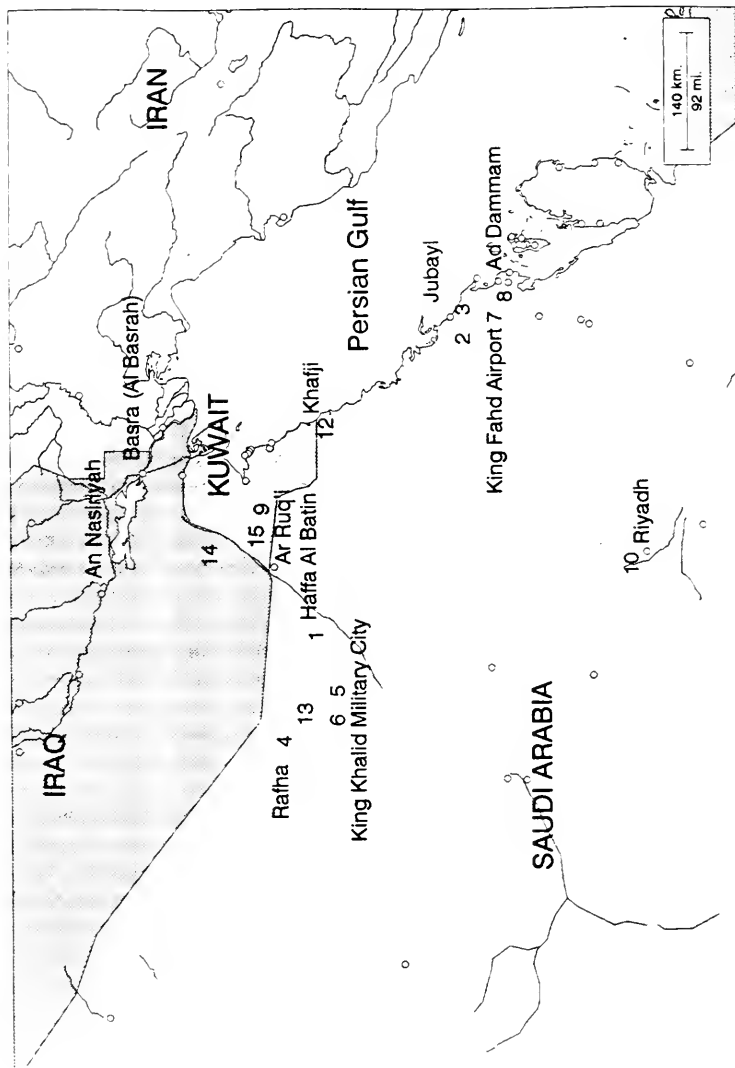 IRAQ
An Nasiriyah
Basra (Al Basrah)
IRAN
14
KUWAIT
15 9
Rafha 4
Ar Ruq'i
13
Haffa Al Batin
Khafji
1
12
6 5
King Khalid Military City
Persian Gulf
Jubayl
2 3
King Fahd Airport 7
8
Ad Dammam
SAUDI ARABIA
10 Riyadh
140 km.
92 mi.